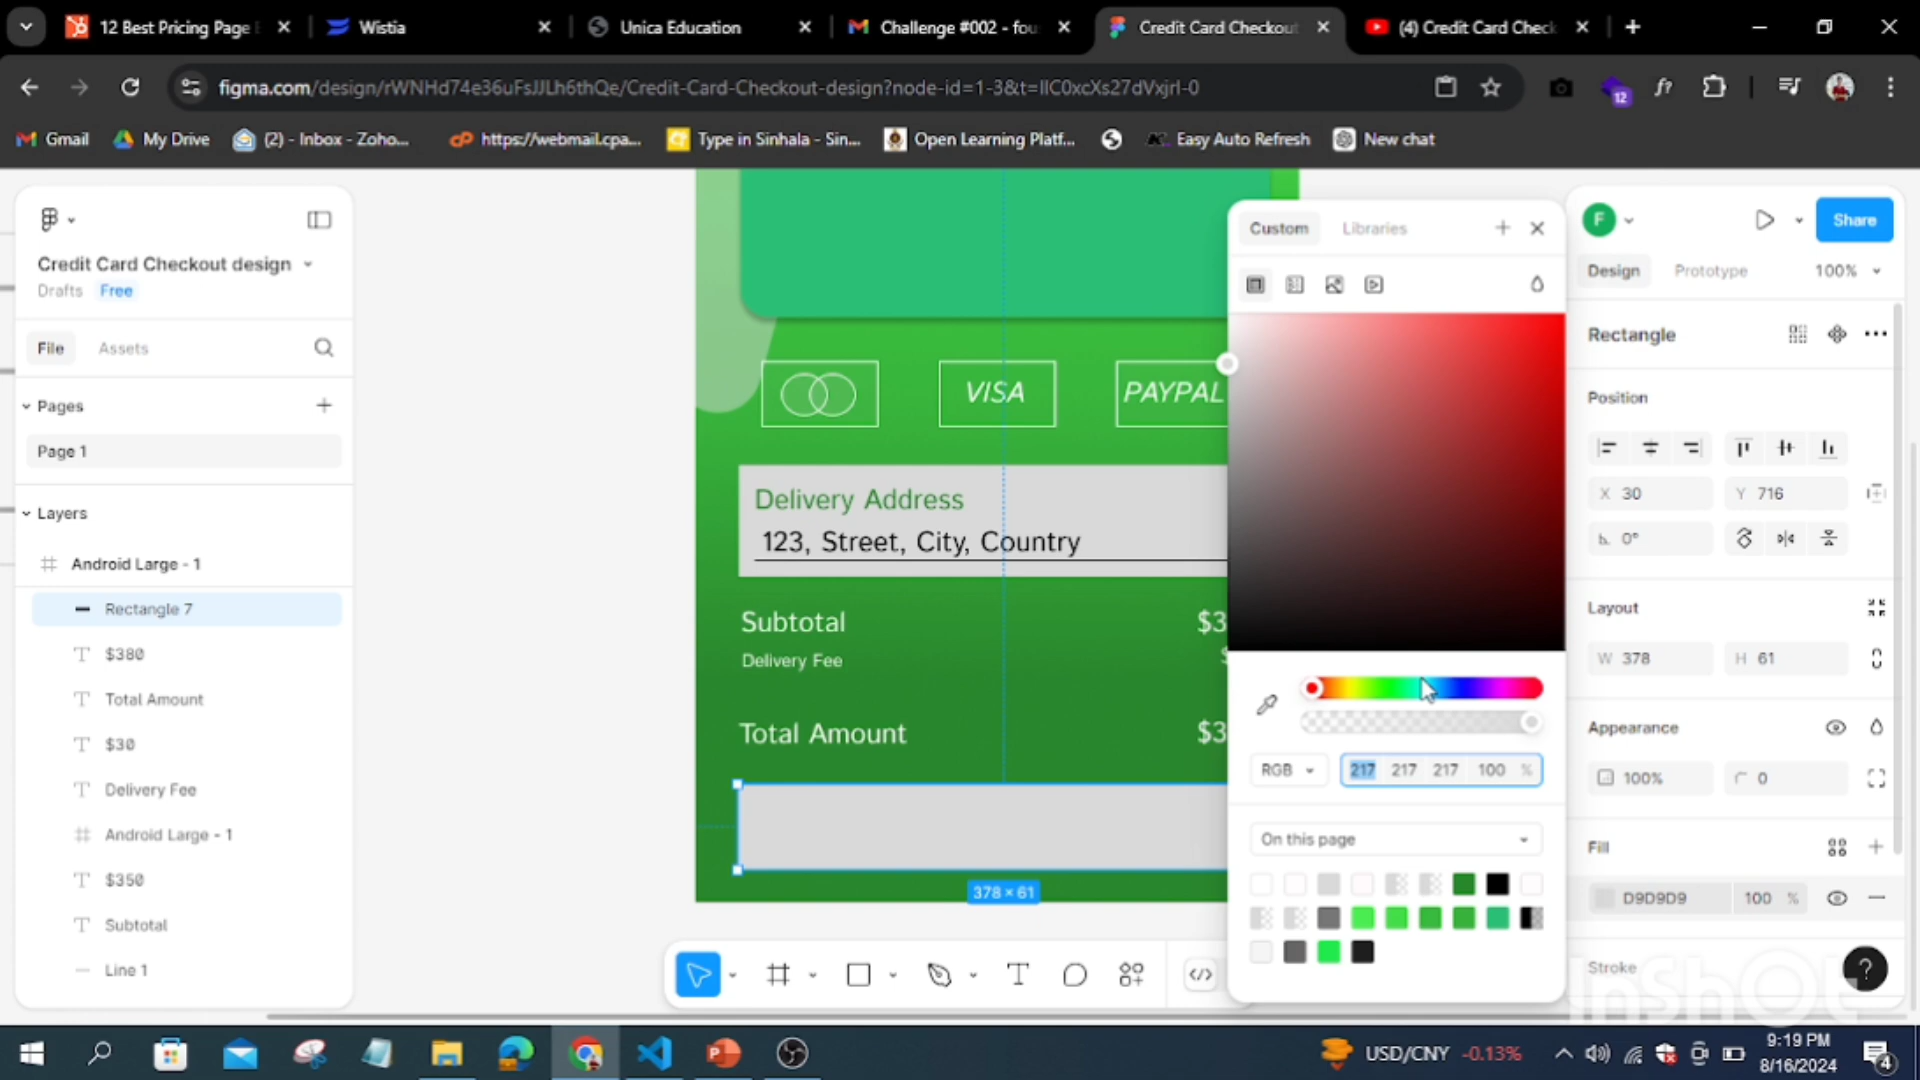 12 Best Pricing Page E
Wistia
Unica Education
Challenge #002 - fou
Credit Card Checkout
(4) Credit Card Check
figma.com/design/rWNHd74e36uFsJJLh6thQe/Credit-Card-Checkout-design?node-id=1-3&t=IIC0xcXs27dVxjrI-0
12
f?
Gmail
My Drive
(2) - Inbox - Zoho...
https://webmail.cpa...
Type in Sinhala - Sin...
Open Learning Platf...
Easy Auto Refresh
New chat
Credit Card Checkout design
Drafts
Free
File
Assets
Pages
Page 1
Layers
Android Large - 1
Rectangle 7
$380
Total Amount
$30
Delivery Fee
Android Large - 1
$350
Subtotal
Line 1
VISA
PAYPAL
Delivery Address
123, Street, City, Country
Subtotal
$3
Delivery Fee
$
Total Amount
$3
378 × 61
Custom
Libraries
RGB
217
217
217
100
%
On this page
F
Share
Design
Prototype
100%
Rectangle
Position
X 30
Y 716
0°
Layout
W 378
H 61
Appearance
100%
0
Fill
D9D9D9
100 %
Stroke
?
InShOt
USD/CNY -0.13%
9:19 PM
8/16/2024
4